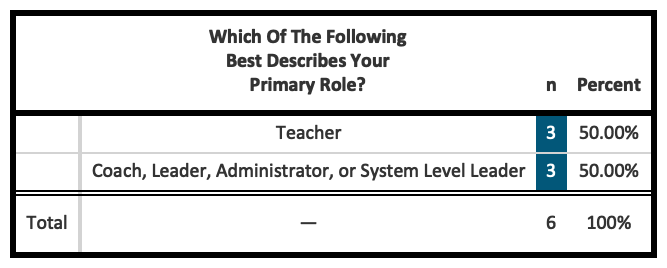 Which Of The Following
Best Describes Your
Primary Role? n Percent
Teacher 3 50.00%
Coach, Leader, Administrator, or System Level Leader 3 50.00%
Total — 6 100%